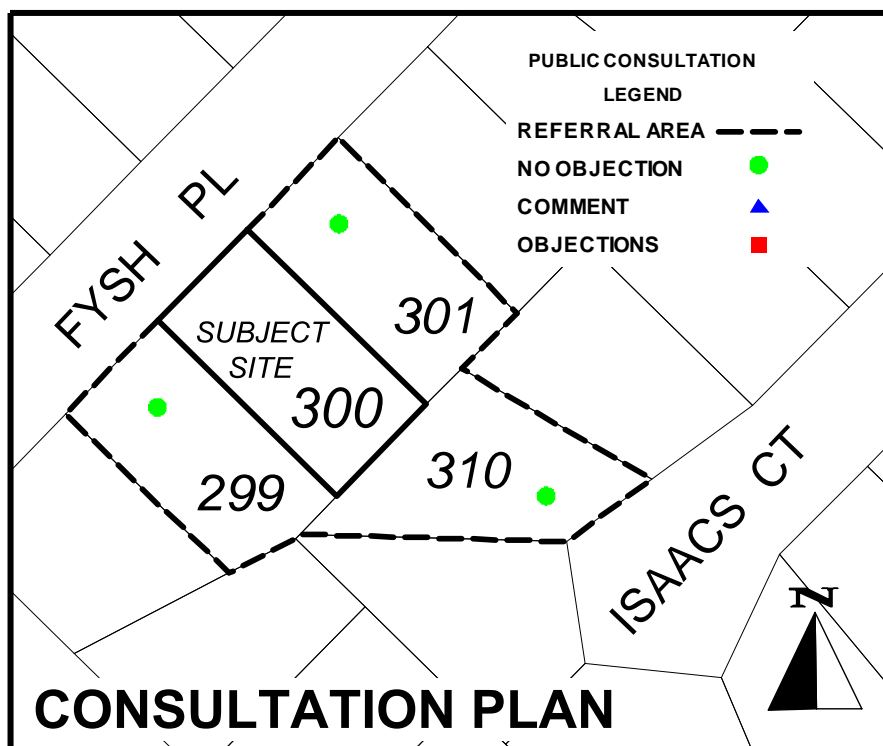 PUBLIC CONSULTATION
LEGEND
REFERRAL AREA
NO OBJECTION
COMMENT
OBJECTIONS
FYSH PL
301
SUBJECT
SITE
300
299
310
ISAACS CT
N
CONSULTATION PLAN